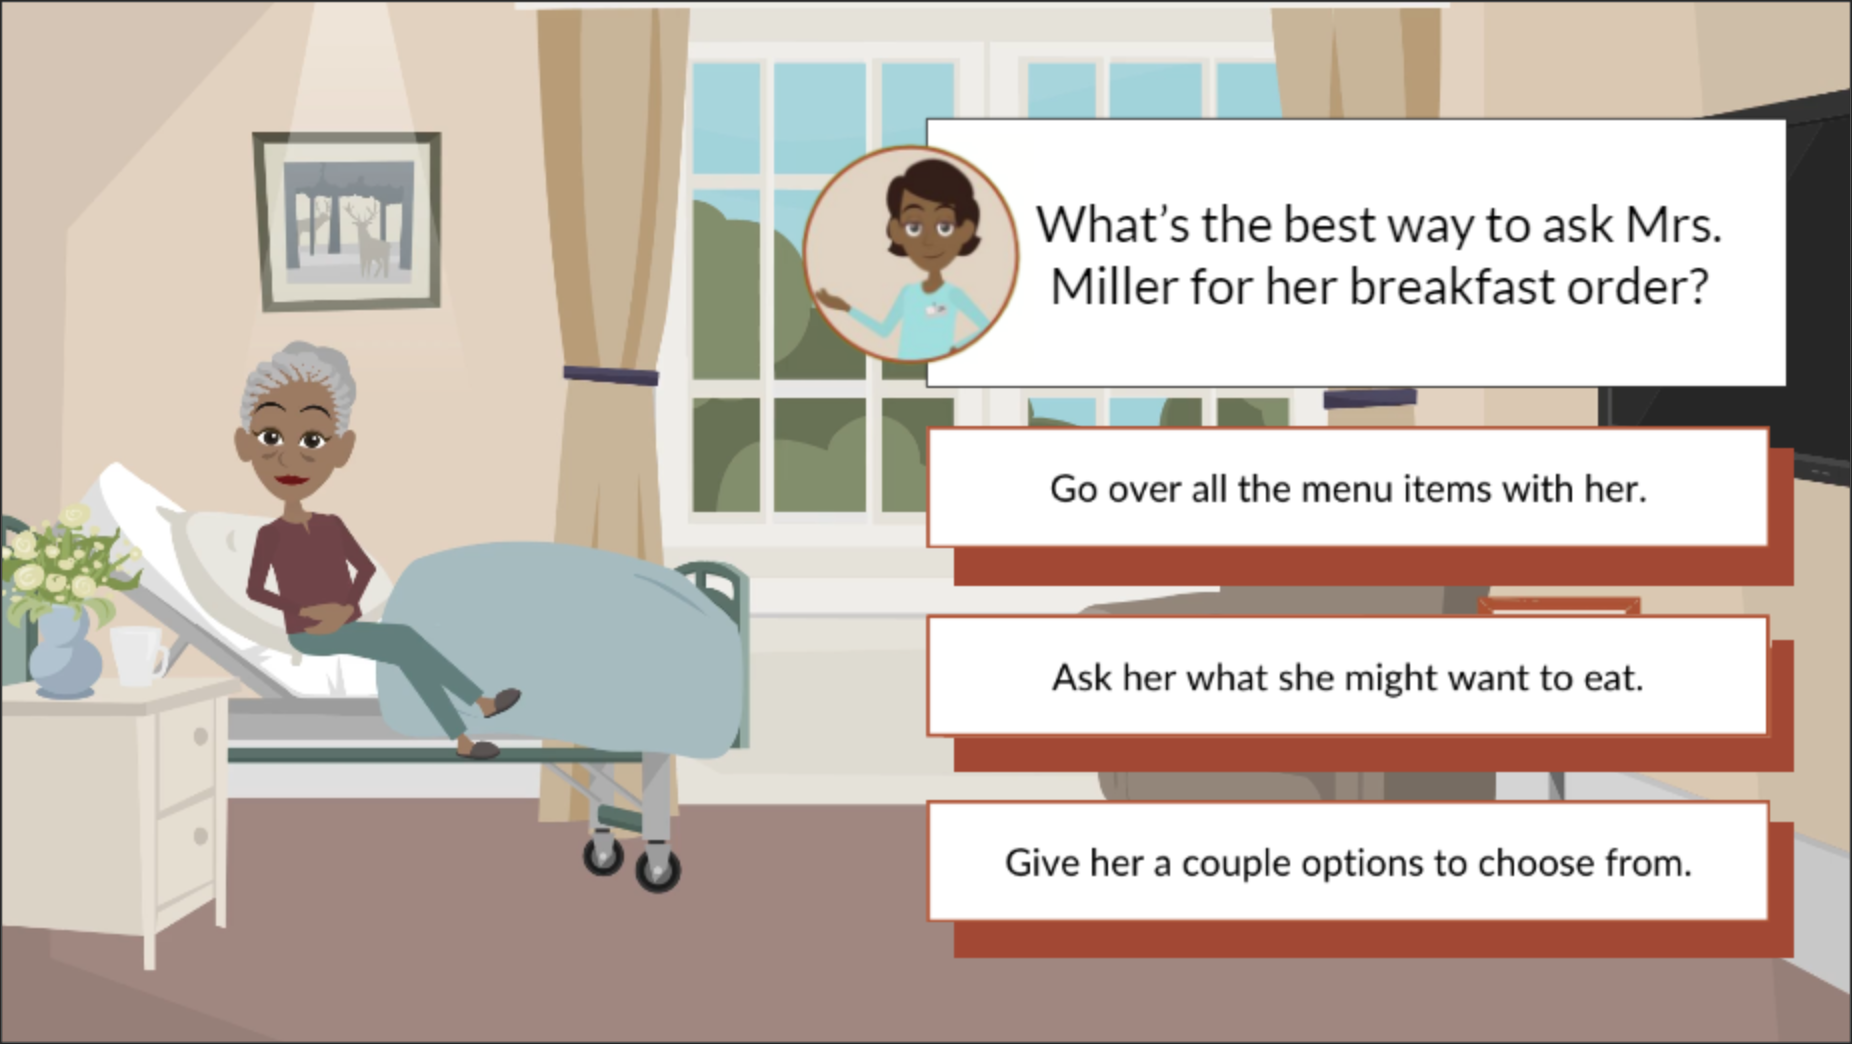 What’s the best way to ask Mrs.
Miller for her breakfast order?
Go over all the menu items with her.
Ask her what she might want to eat.
Give her a couple options to choose from.